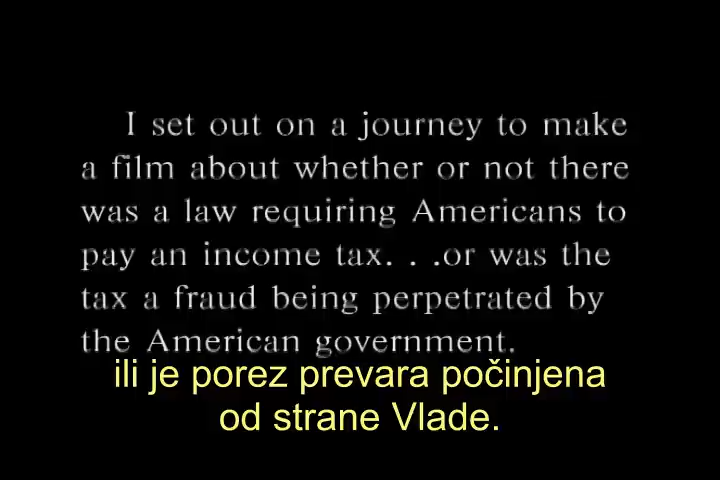 I set out on a journey to make
a film about whether or not there
was a law requiring Americans to
pay an income tax. . .or was the
tax a fraud being perpetrated by
the American government.
ili je porez prevara počinjena
od strane Vlade.